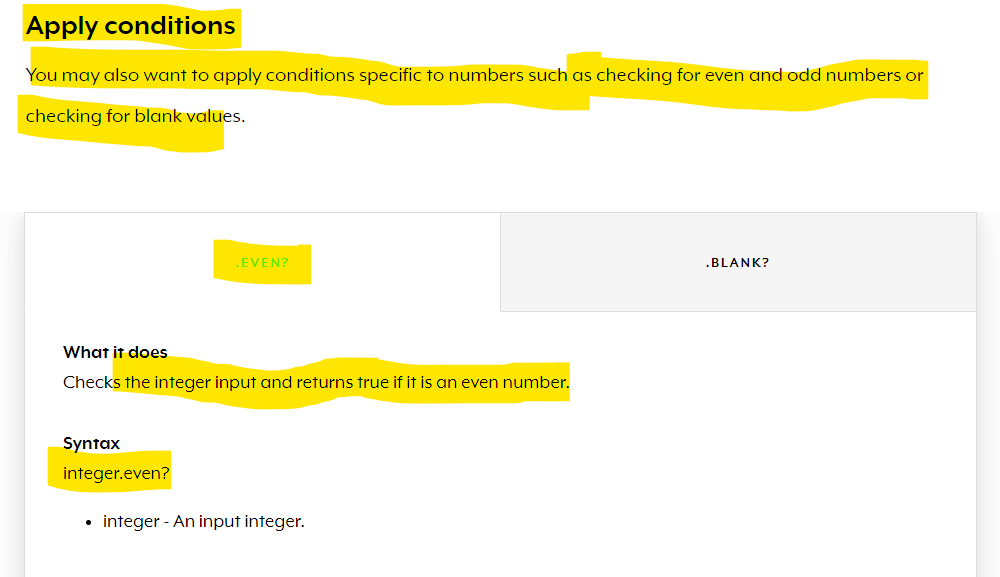 Apply conditions
You may also want to apply conditions specific to numbers such as checking for even and odd numbers or
checking for blank values.
.EVEN?
.BLANK?
What it does
Checks the integer input and returns true if it is an even number.
Syntax
integer.even?
• integer - An input integer.